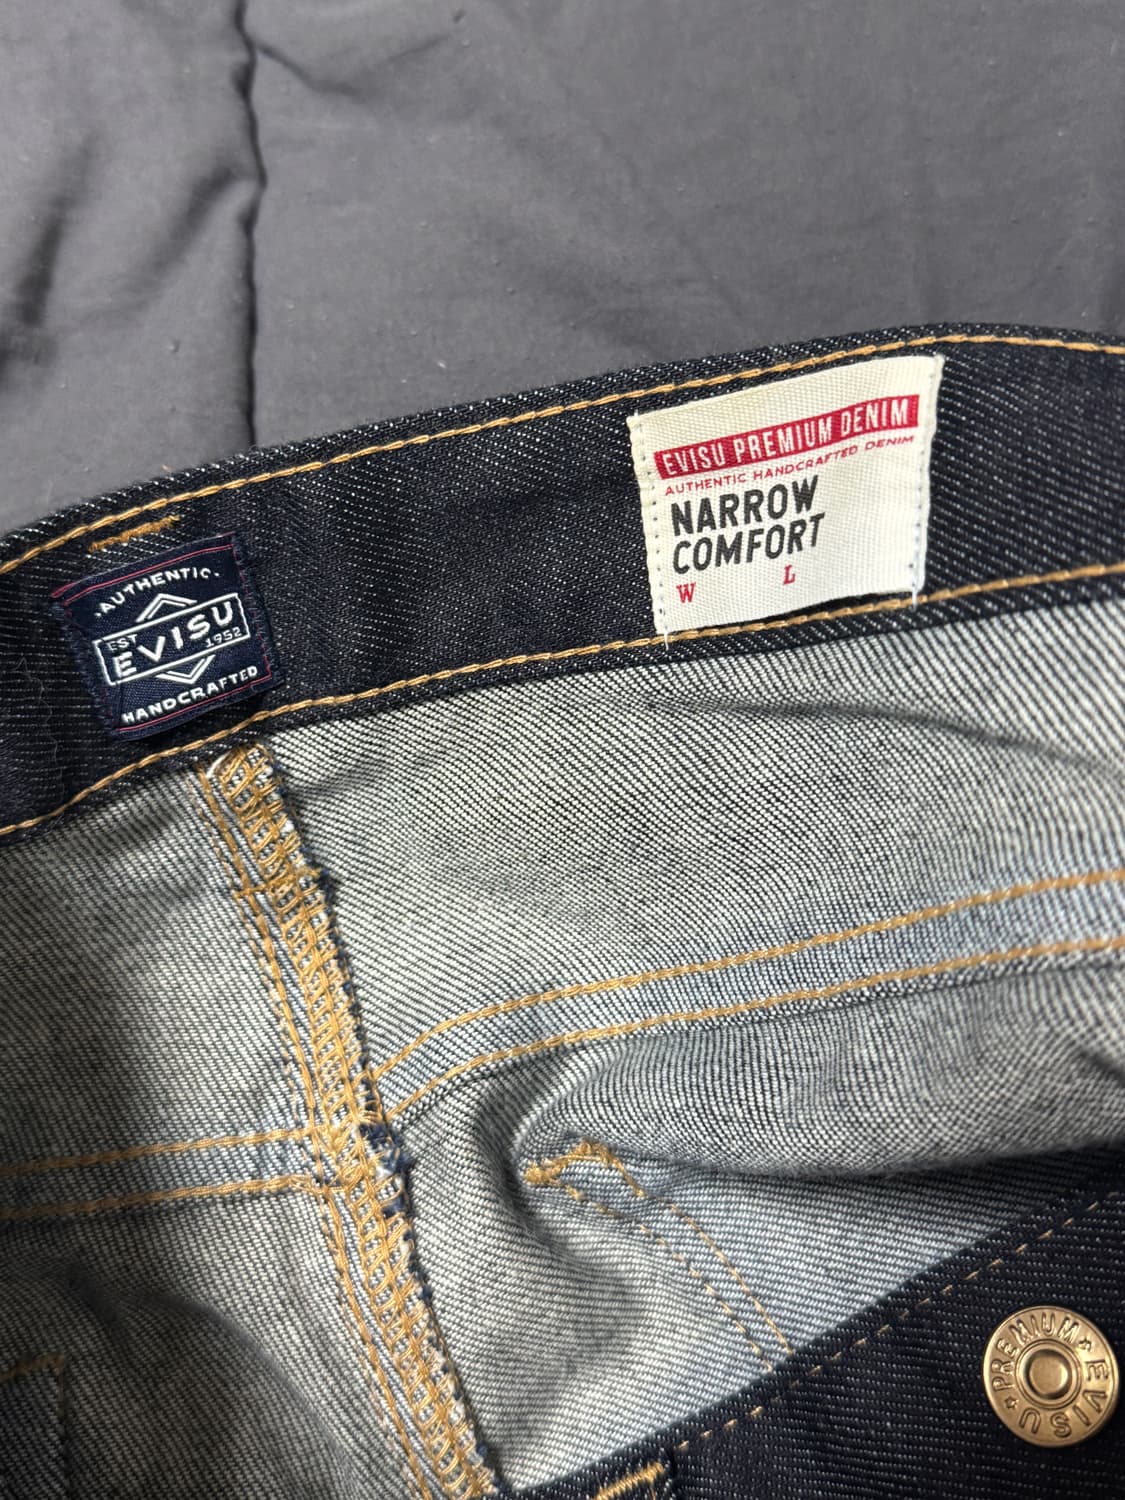 ·AUTHENTIC·
EST
EVISU
1952
HANDCRAFTED
EVISU PREMIUM DENIM
AUTHENTIC HANDCRAFTED DENIM
NARROW
COMFORT
W L
PREMIUM ★ EVISU ★